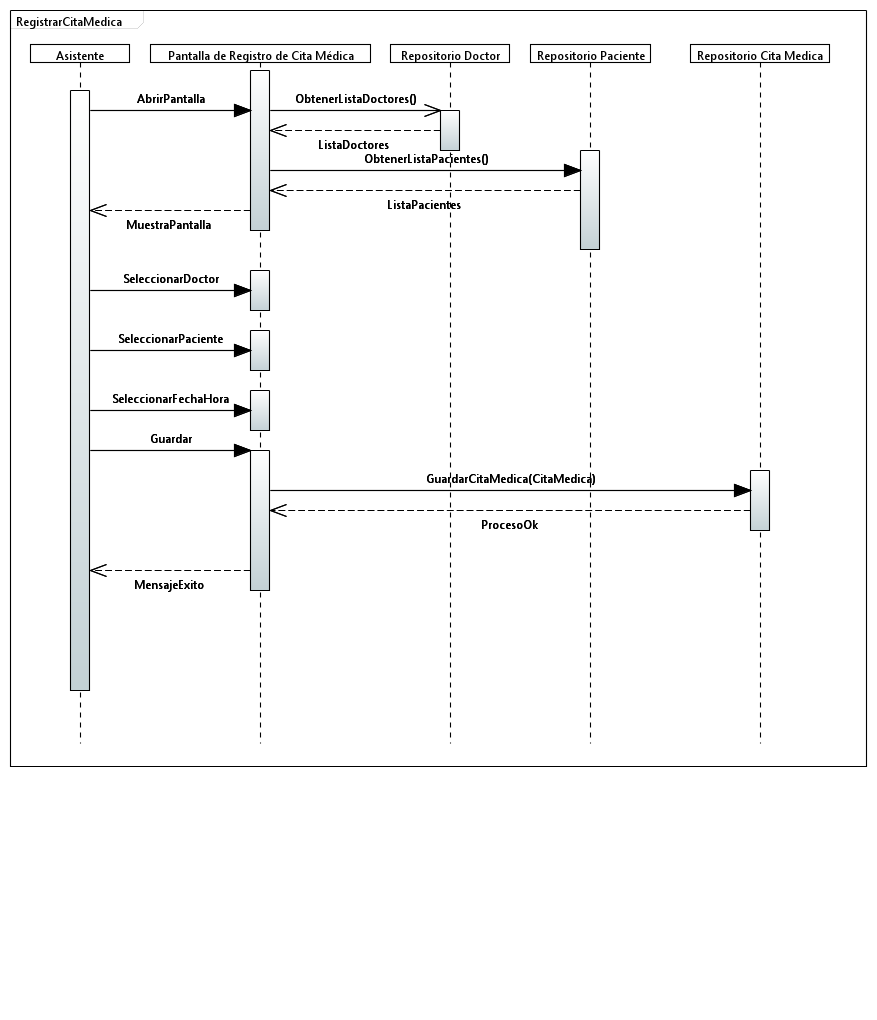 RegistrarCitaMedica
Asistente
Pantalla de Registro de Cita Médica
Repositorio Doctor
Repositorio Paciente
Repositorio Cita Medica
AbrirPantalla
ObtenerListaDoctores()
ListaDoctores
ObtenerListaPacientes()
ListaPacientes
MuestraPantalla
SeleccionarDoctor
SeleccionarPaciente
SeleccionarFechaHora
Guardar
GuardarCitaMedica(CitaMedica)
ProcesoOk
MensajeExito